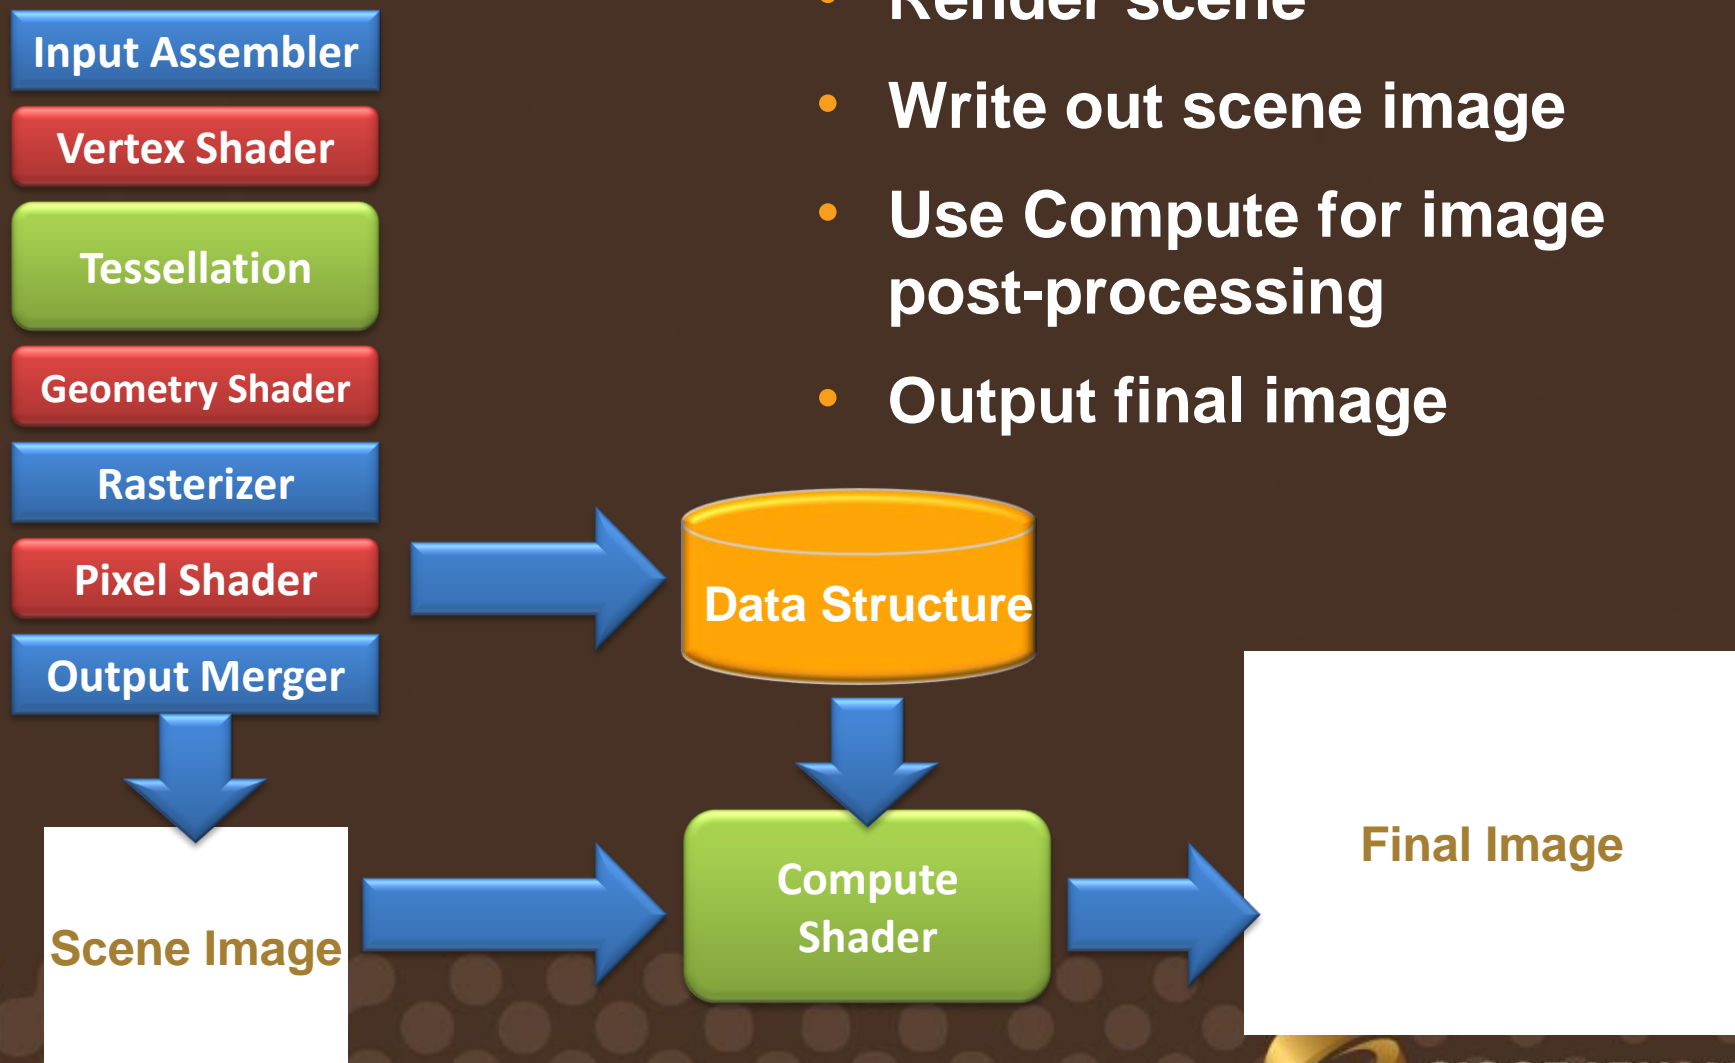 Input Assembler
Vertex Shader
Tessellation
Geometry Shader
Rasterizer
Pixel Shader
Output Merger
Scene Image
• Render scene
• Write out scene image
• Use Compute for image
post-processing
• Output final image
Data Structure
Compute
Shader
Final Image